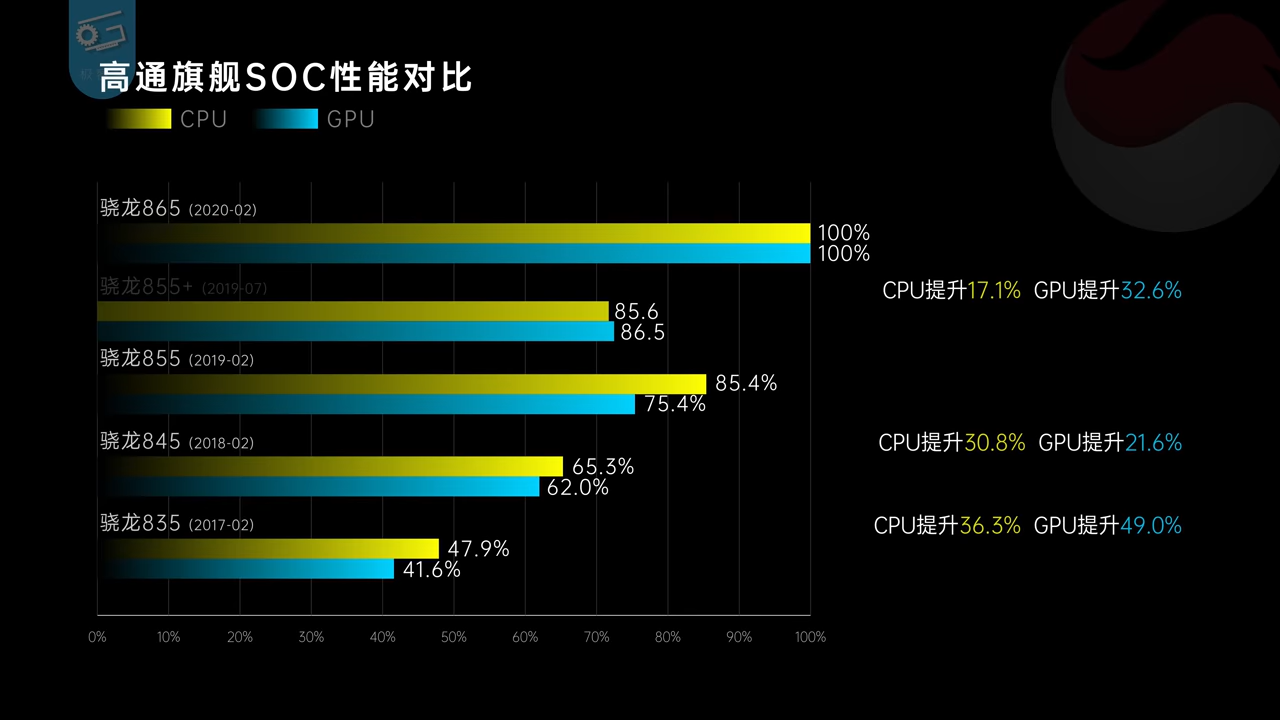 高通旗舰SOC性能对比
CPU GPU
骁龙865 (2020-02)
100%
100%
骁龙855+ (2019-07)
CPU提升17.1% GPU提升32.6%
85.6
86.5
骁龙855 (2019-02)
85.4%
75.4%
骁龙845 (2018-02)
CPU提升30.8% GPU提升21.6%
65.3%
62.0%
骁龙835 (2017-02)
CPU提升36.3% GPU提升49.0%
47.9%
41.6%
0% 10% 20% 30% 40% 50% 60% 70% 80% 90% 100%